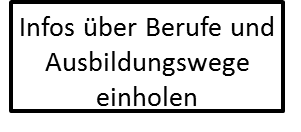 Infos über Berufe und
Ausbildungswege
einholen